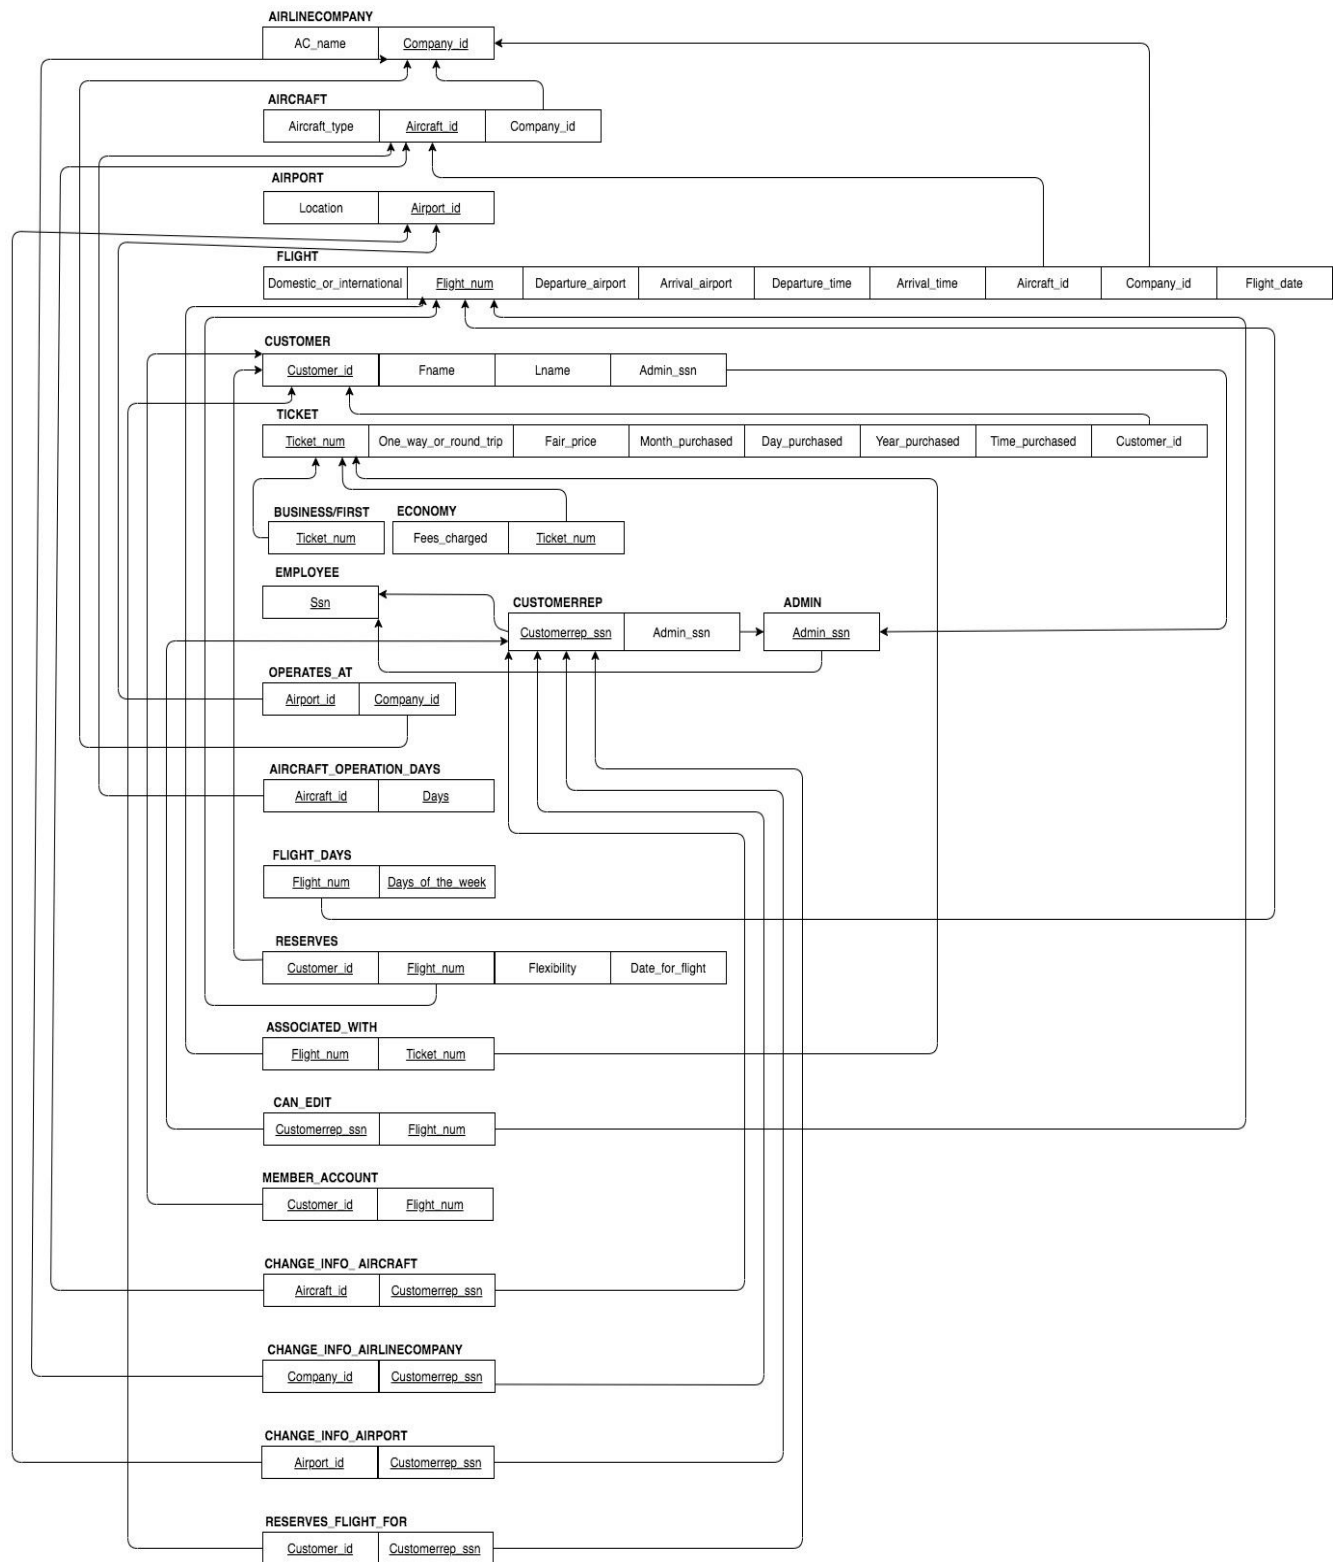 AIRLINECOMPANY
AC_name Company_id
AIRCRAFT
Aircraft_type Aircraft_id Company_id
AIRPORT
Location Airport_id
FLIGHT
Domestic_or_international Flight_num Departure_airport Arrival_airport Departure_time Arrival_time Aircraft_id Company_id Flight_date
CUSTOMER
Customer_id Fname Lname Admin_ssn
TICKET
Ticket_num One_way_or_round_trip Fair_price Month_purchased Day_purchased Year_purchased Time_purchased Customer_id
BUSINESS/FIRST ECONOMY
Ticket_num Fees_charged Ticket_num
EMPLOYEE
Ssn
CUSTOMERREP ADMIN
Customerrep_ssn Admin_ssn Admin_ssn
OPERATES_AT
Airport_id Company_id
AIRCRAFT_OPERATION_DAYS
Aircraft_id Days
FLIGHT_DAYS
Flight_num Days_of_the_week
RESERVES
Customer_id Flight_num Flexibility Date_for_flight
ASSOCIATED_WITH
Flight_num Ticket_num
CAN_EDIT
Customerrep_ssn Flight_num
MEMBER_ACCOUNT
Customer_id Flight_num
CHANGE_INFO_ AIRCRAFT
Aircraft_id Customerrep_ssn
CHANGE_INFO_AIRLINECOMPANY
Company_id Customerrep_ssn
CHANGE_INFO_AIRPORT
Airport_id Customerrep_ssn
RESERVES_FLIGHT_FOR
Customer_id Customerrep_ssn